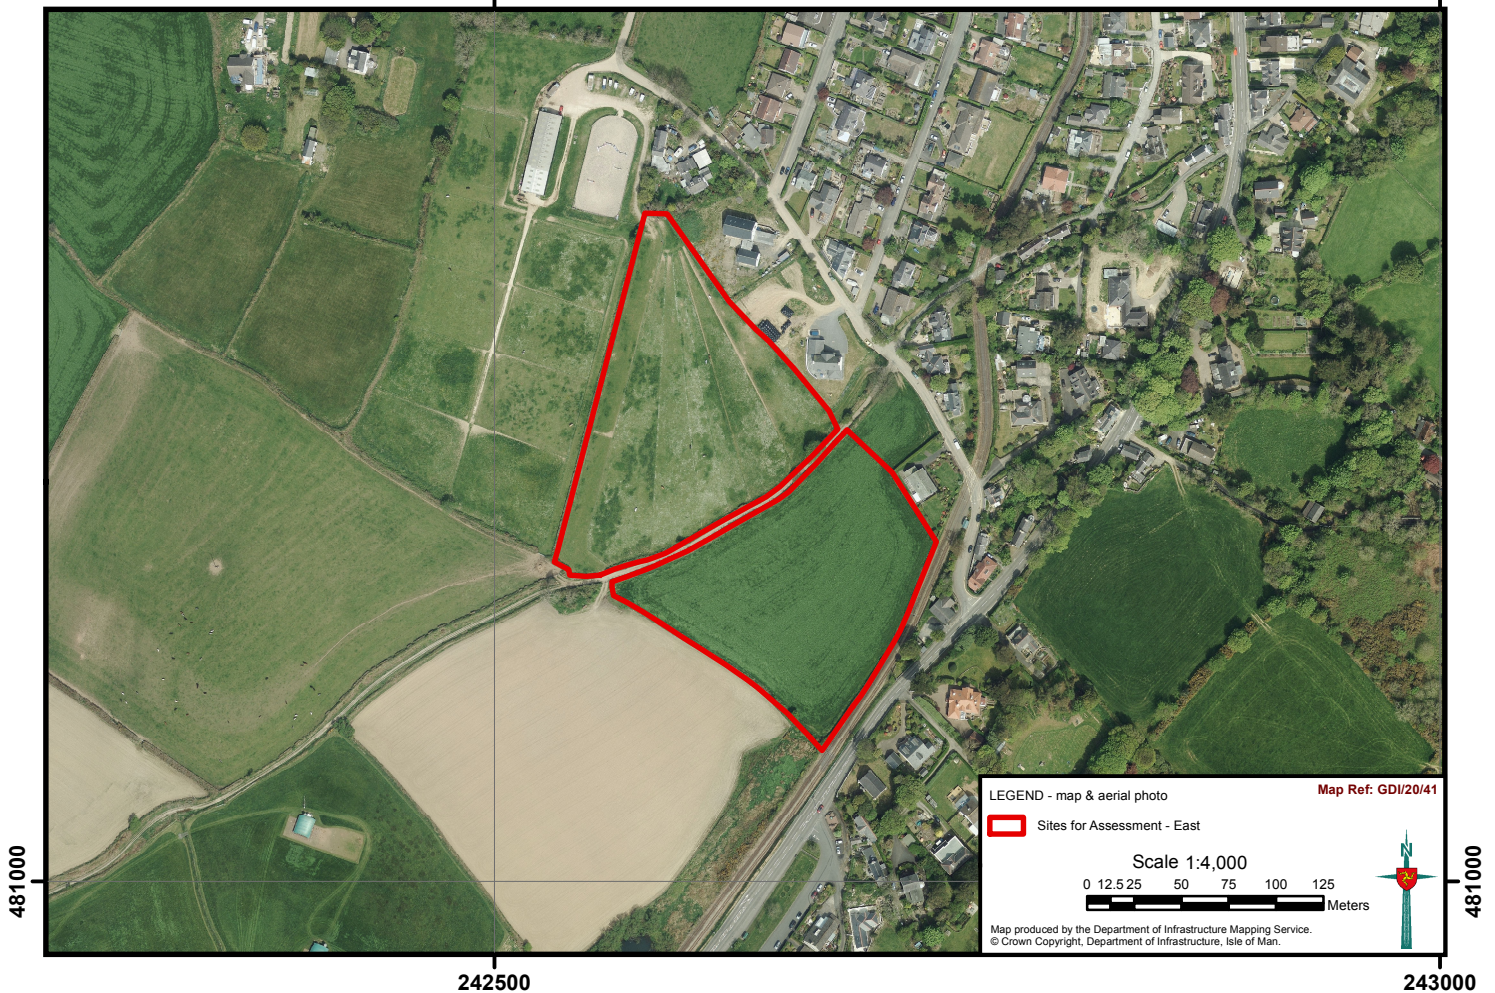 LEGEND - map & aerial photo
Map Ref: GDI/20/41
Sites for Assessment - East
N
Scale 1:4,000
0 12.5 25 50 75 100 125
Meters
Map produced by the Department of Infrastructure Mapping Service.
© Crown Copyright, Department of Infrastructure, Isle of Man.
481000
481000
242500
243000